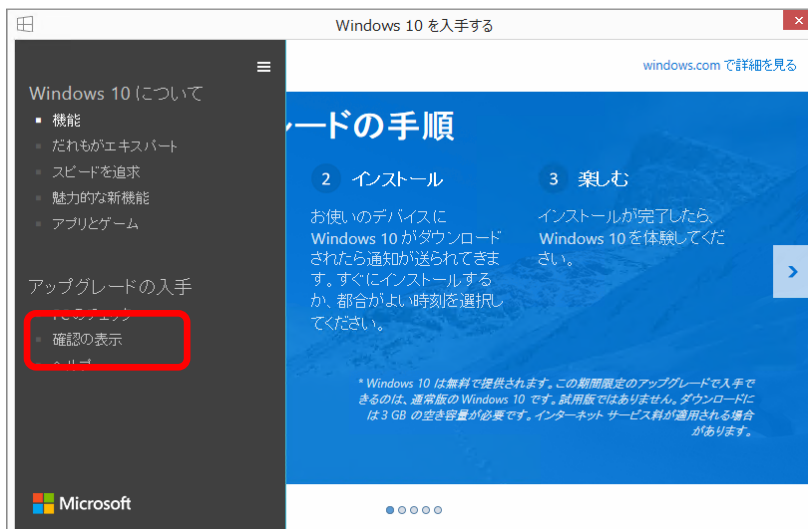 Windows 10 を入手する
windows.com で詳細を見る
Windows 10 について
機能
だれもがエキスパート
スピードを追求
魅力的な新機能
アプリとゲーム
アップグレードの入手
PC のチェック
確認の表示
ヘルプ
ードの手順
2 インストール
お使いのデバイスに
Windows 10 がダウンロード
されたら通知が送られてきま
す。すぐにインストールする
か、都合がよい時刻を選択し
てください。
3 楽しむ
インストールが完了したら、
Windows 10 を体験してくだ
さい。
* Windows 10 は無料で提供されます。この期間限定のアップグレードで入手で
きるのは、通常版の Windows 10 です。試用版ではありません。ダウンロードに
は 3 GB の空き容量が必要です。インターネット サービス料が適用される場合
があります。
Microsoft